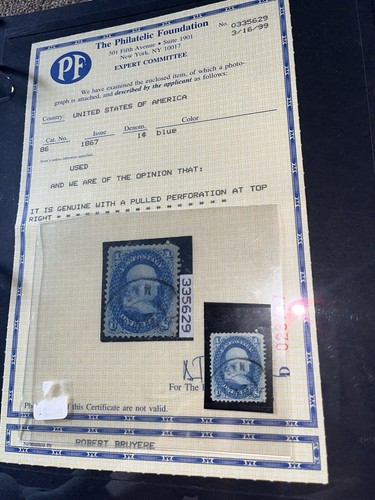 PF
The Philatelic Foundation
501 Fifth Avenue • Suite 1901
New York, NY 10017
No. 0335629
3/16/99
EXPERT COMMITTEE
We have examined the enclosed item, of which a photo-
graph is attached, and described by the applicant as follows:
Country: UNITED STATES OF AMERICA
Cat. No. Issue Denom. Color
86 1867 1¢ blue
USED
AND WE ARE OF THE OPINION THAT:
IT IS GENUINE WITH A PULLED PERFORATION AT TOP
RIGHT
335629
For The
of this Certificate are not valid.
ROBERT BRUYERE